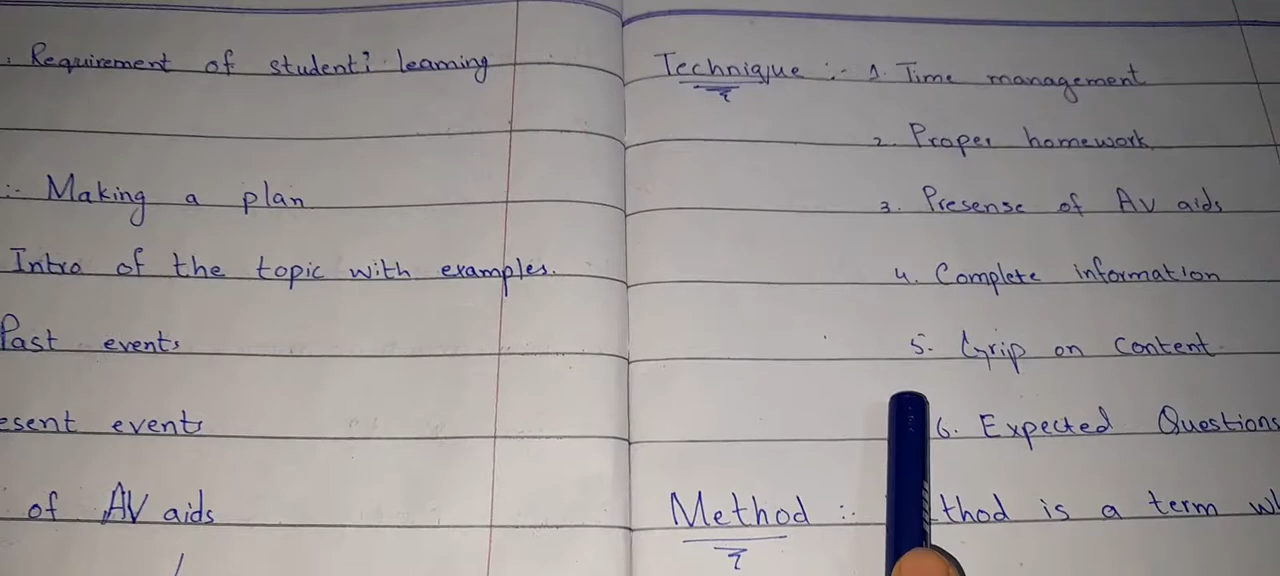 Requirement of student's learning
:- Making a plan
Intro of the topic with examples.
Past events
esent events
of AV aids
Technique :- 1. Time management
2. Proper homework
3. Presense of AV aids
4. Complete information
5. Grip on content
6. Expected Questions
Method :- thod is a term wh